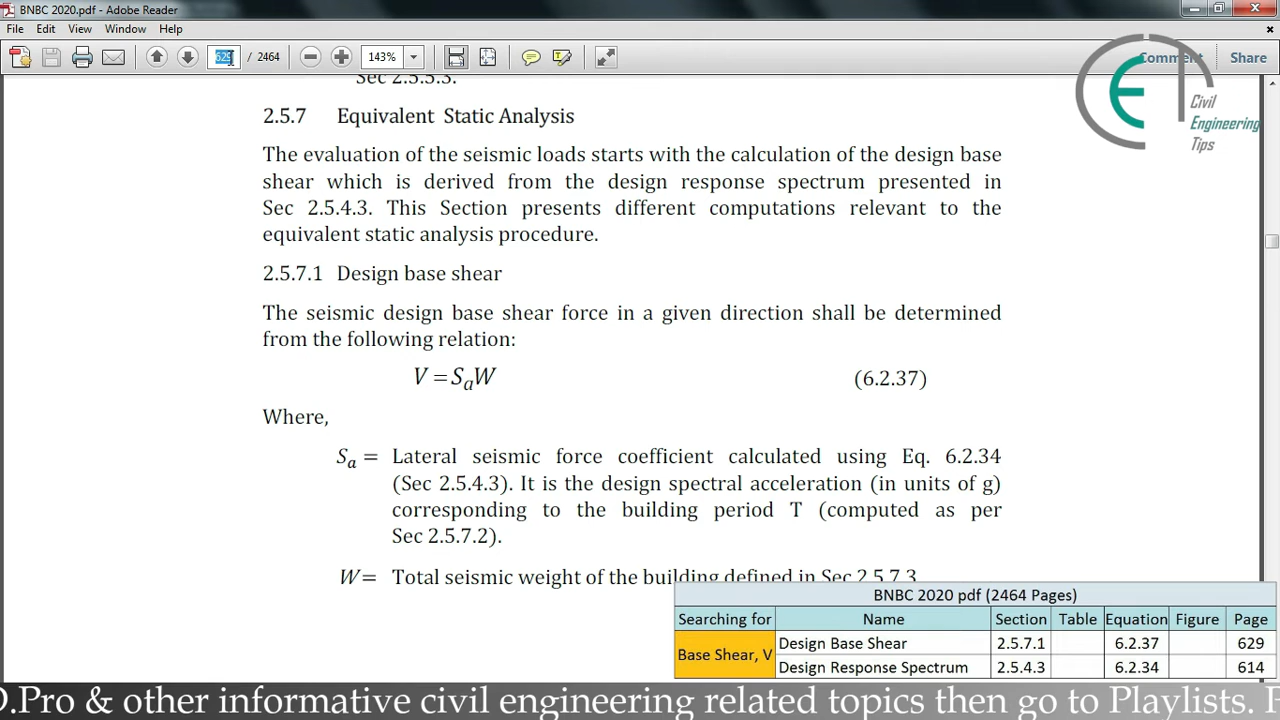 BNBC 2020.pdf - Adobe Reader
File Edit View Window Help
629 / 2464 143% Comment Share
CE
Civil
Engineering
Tips
Sec 2.5.5.3.
2.5.7 Equivalent Static Analysis
The evaluation of the seismic loads starts with the calculation of the design base
shear which is derived from the design response spectrum presented in
Sec 2.5.4.3. This Section presents different computations relevant to the
equivalent static analysis procedure.
2.5.7.1 Design base shear
The seismic design base shear force in a given direction shall be determined
from the following relation:
V = SaW (6.2.37)
Where,
Sa = Lateral seismic force coefficient calculated using Eq. 6.2.34
(Sec 2.5.4.3). It is the design spectral acceleration (in units of g)
corresponding to the building period T (computed as per
Sec 2.5.7.2).
W= Total seismic weight of the building defined in Sec 2.5.7.3
BNBC 2020 pdf (2464 Pages)
Searching for Name Section Table Equation Figure Page
Base Shear, V
Design Base Shear 2.5.7.1 6.2.37 629
Design Response Spectrum 2.5.4.3 6.2.34 614
D.Pro & other informative civil engineering related topics then go to Playlists. F